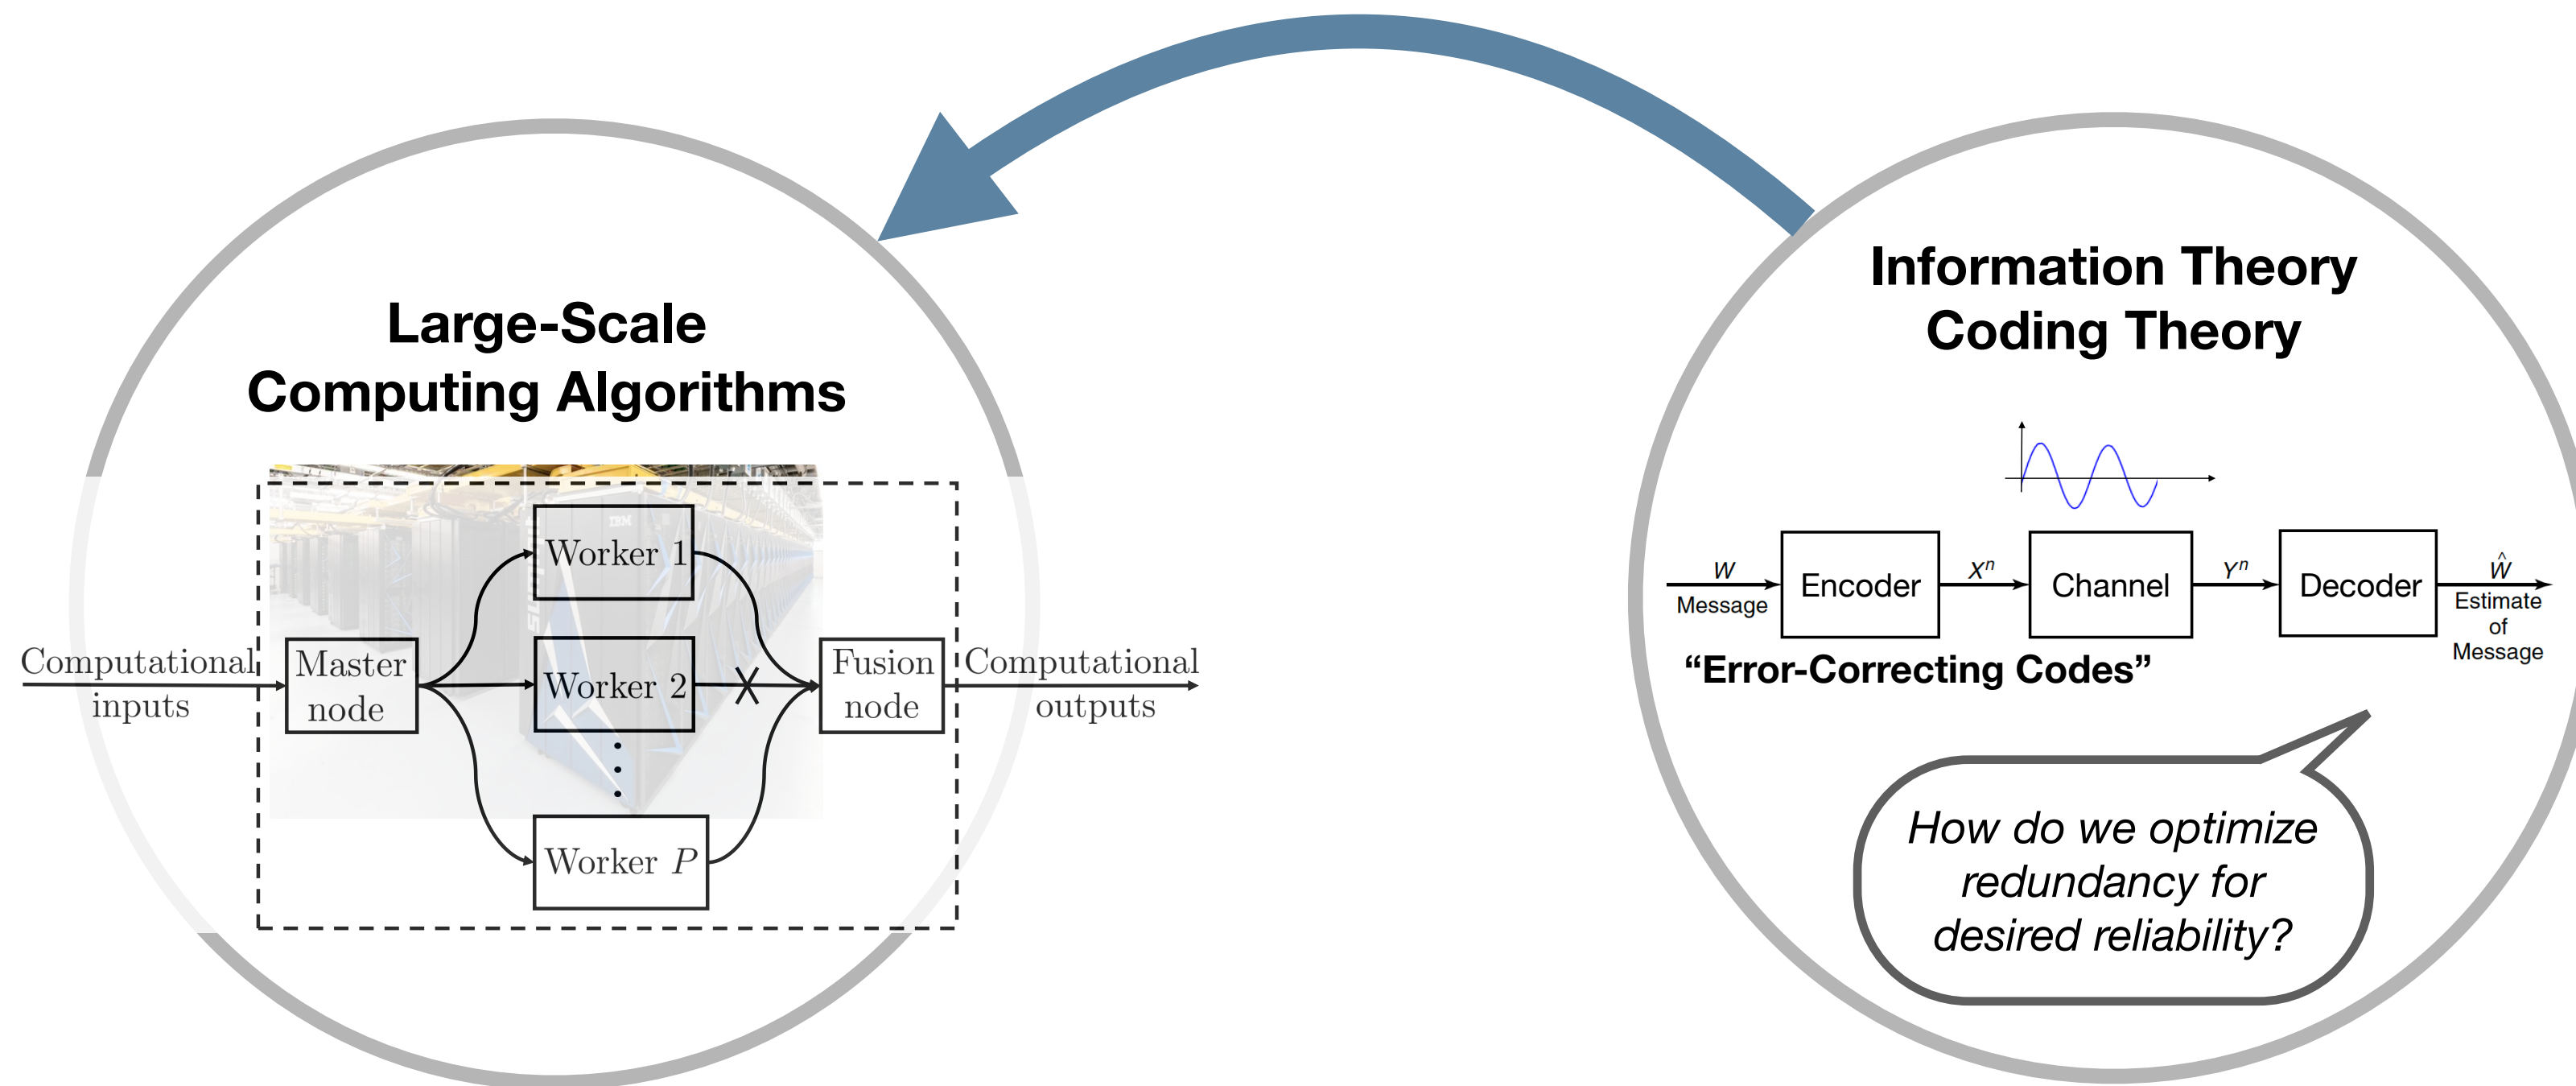 Large-Scale
Computing Algorithms
IBM
Worker 1
Computational
inputs
Master
node
Worker 2
Fusion
node
Computational
outputs
Worker P
Information Theory
Coding Theory
W
Message
Encoder
Xⁿ
Channel
Yⁿ
Decoder
Ŵ
Estimate
of
Message
“Error-Correcting Codes”
How do we optimize
redundancy for
desired reliability?